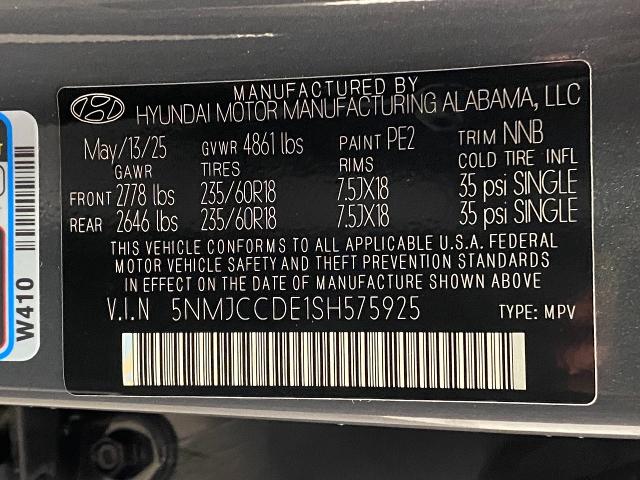 MANUFACTURED BY
HYUNDAI MOTOR MANUFACTURING ALABAMA, LLC
May/13/25 GVWR 4861 lbs PAINT PE2 TRIM NNB
GAWR TIRES RIMS COLD TIRE INFL
FRONT 2778 lbs 235/60R18 7.5JX18 35 psi SINGLE
REAR 2646 lbs 235/60R18 7.5JX18 35 psi SINGLE
THIS VEHICLE CONFORMS TO ALL APPLICABLE U.S.A. FEDERAL
MOTOR VEHICLE SAFETY AND THEFT PREVENTION STANDARDS
IN EFFECT ON THE DATE OF MANUFACTURE SHOWN ABOVE
V.I.N 5NMJCCDE1SH575925 TYPE: MPV
W410